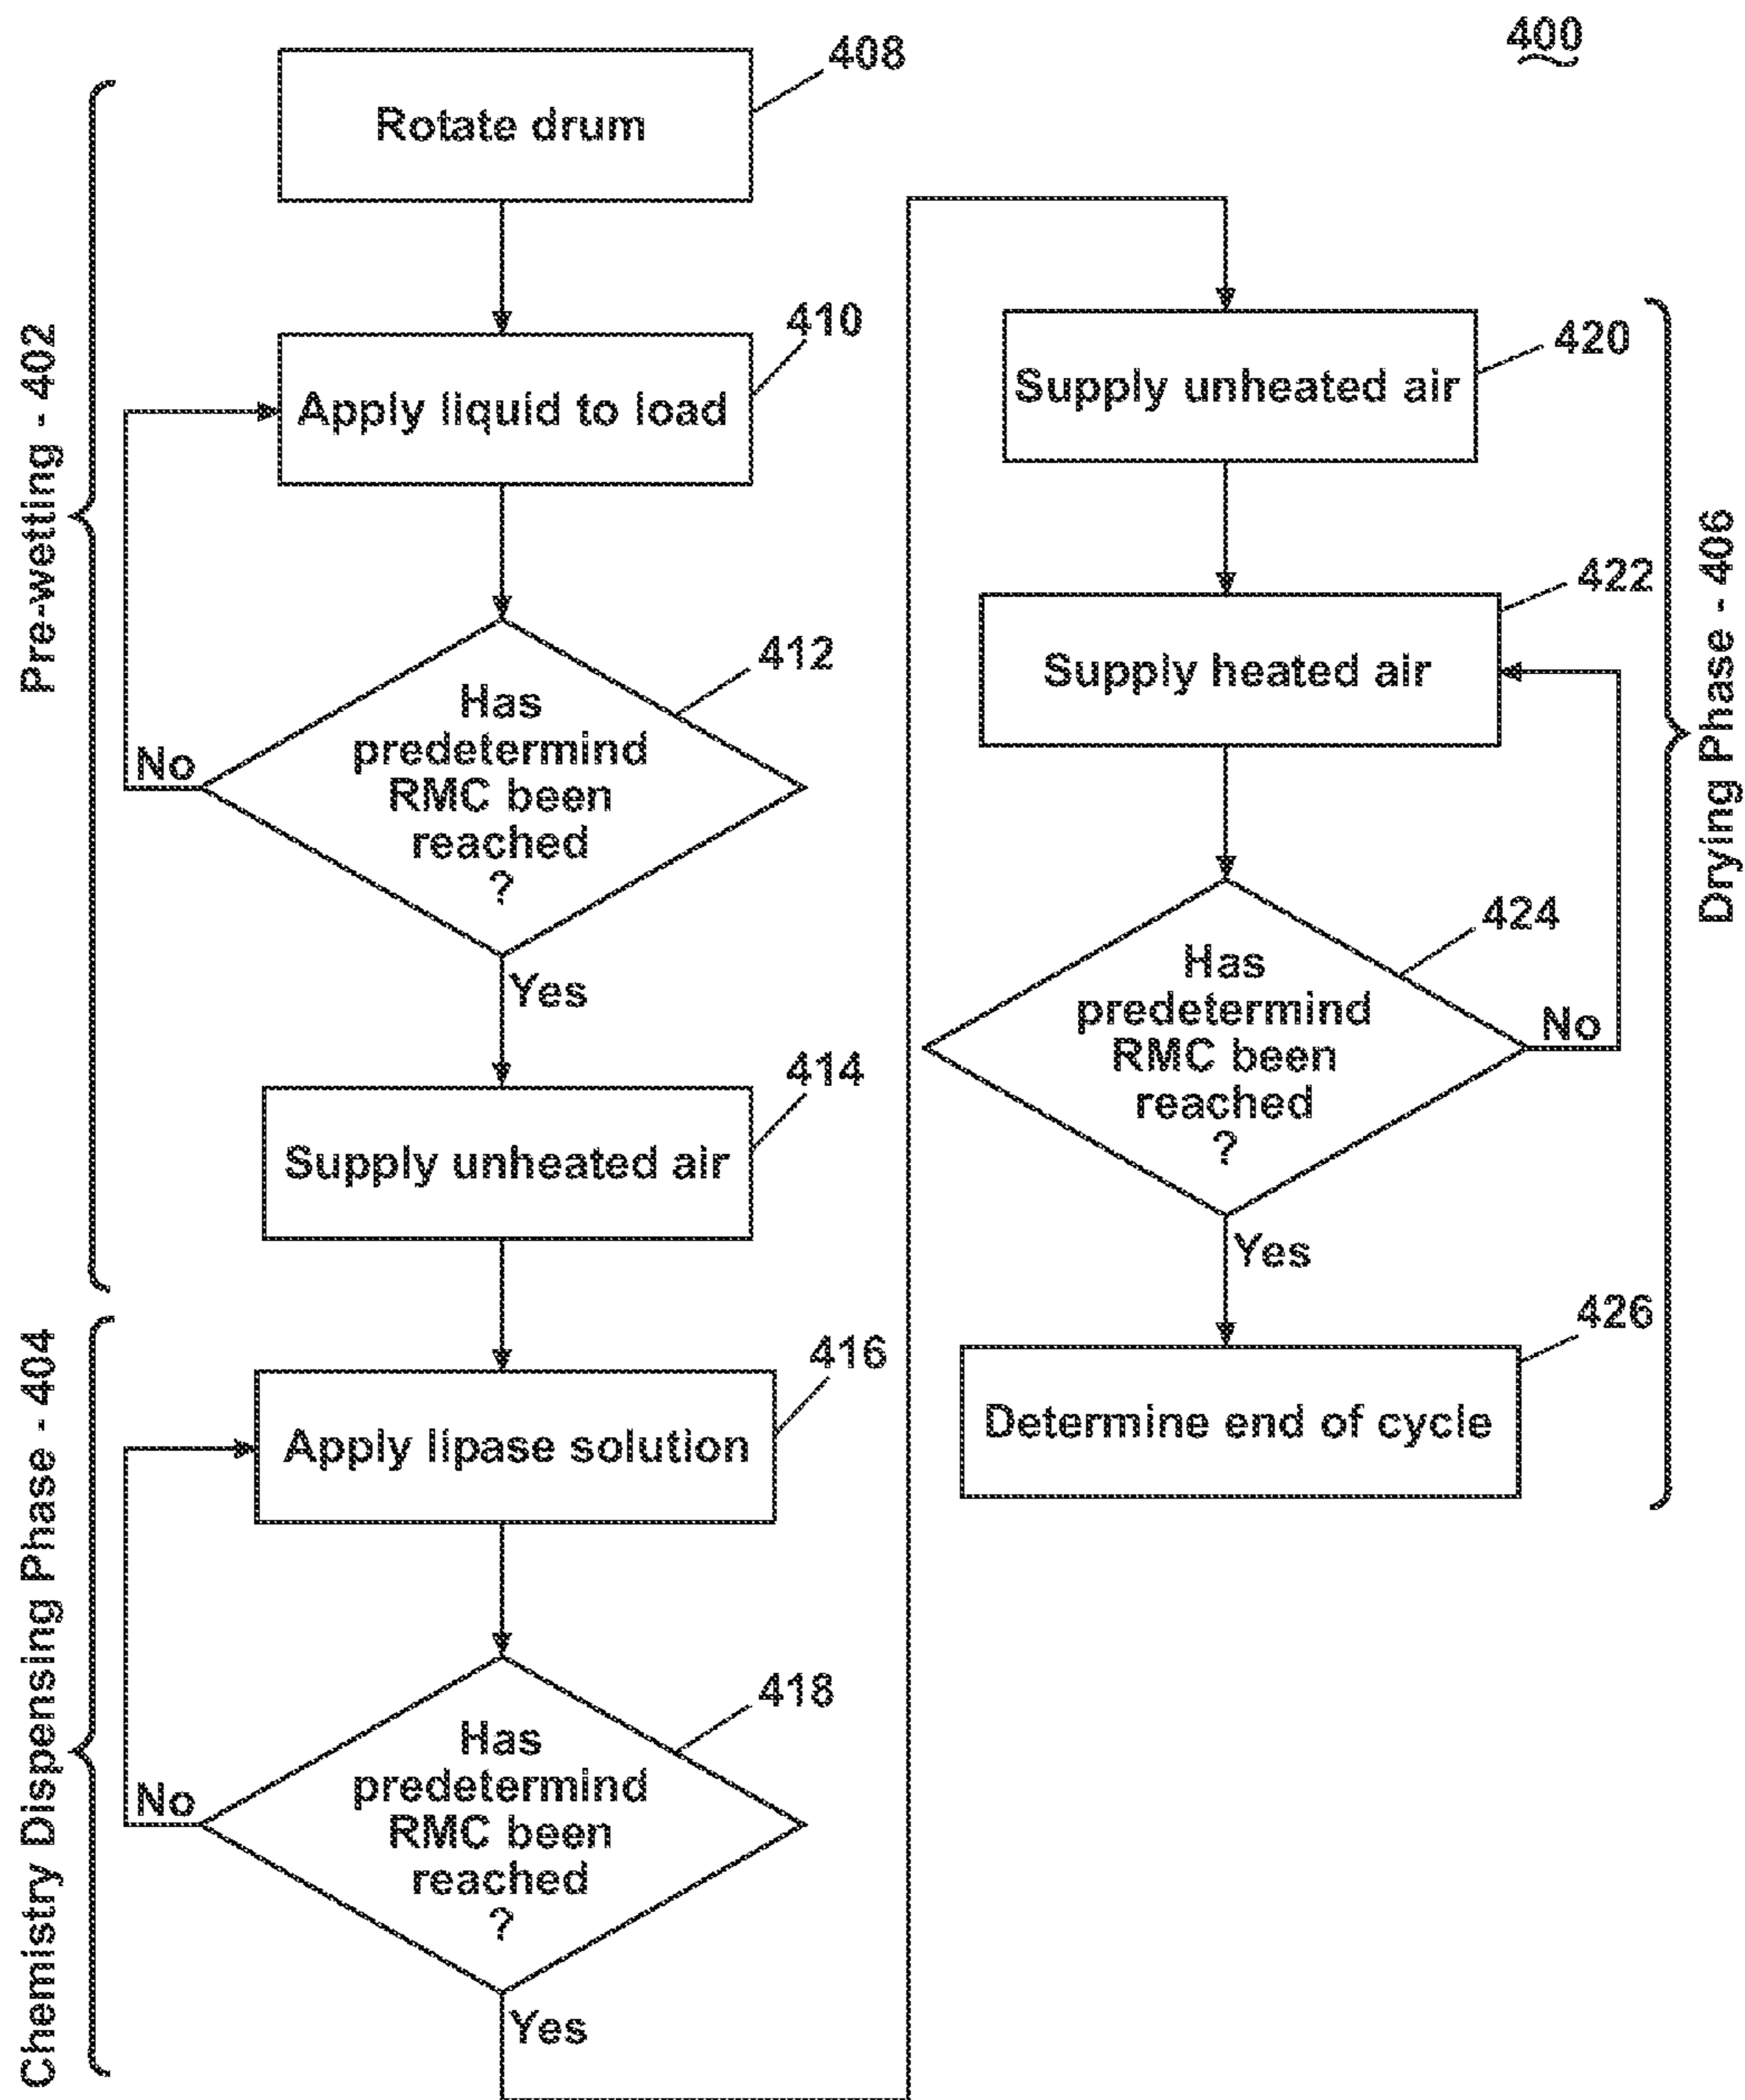 400
Pre-wetting - 402
408
Rotate drum
410
Apply liquid to load
412
Has
predetermind
RMC been
reached
?
No
Yes
414
Supply unheated air
Chemistry Dispensing Phase - 404
416
Apply lipase solution
418
Has
predetermind
RMC been
reached
?
No
Yes
Drying Phase - 406
420
Supply unheated air
422
Supply heated air
424
Has
predetermind
RMC been
reached
?
No
Yes
426
Determine end of cycle